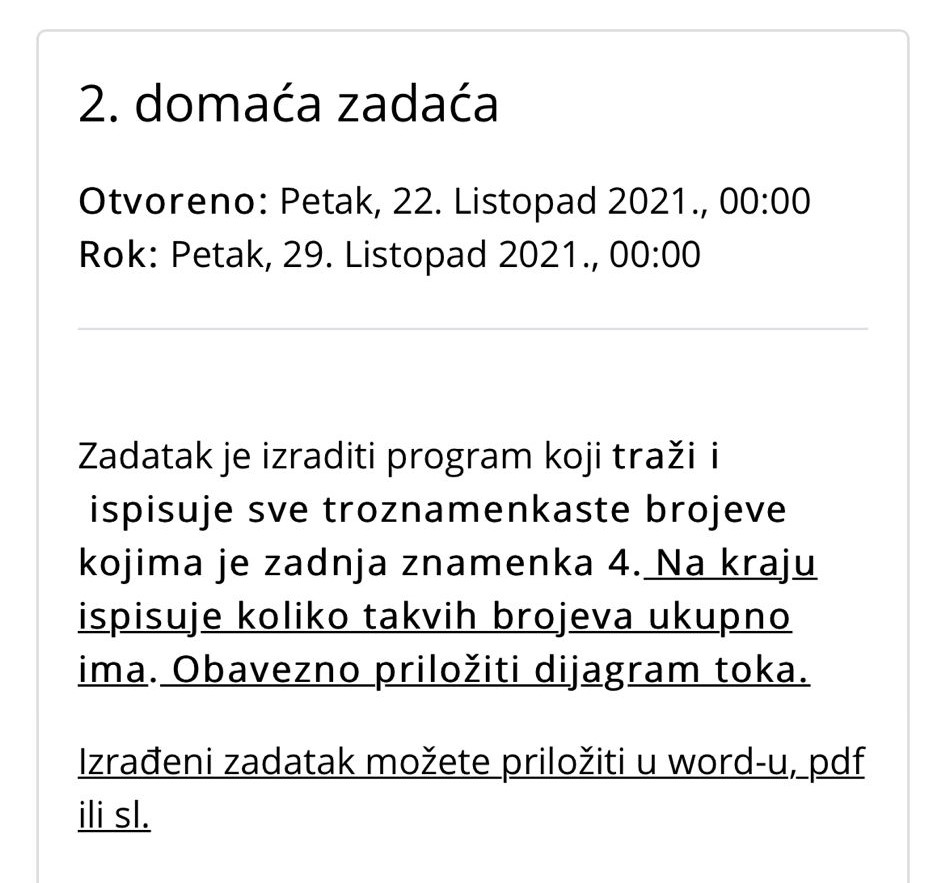 2. domaća zadaća
Otvoreno: Petak, 22. Listopad 2021., 00:00
Rok: Petak, 29. Listopad 2021., 00:00
Zadatak je izraditi program koji traži i
ispisuje sve troznamenkaste brojeve
kojima je zadnja znamenka 4. Na kraju
ispisuje koliko takvih brojeva ukupno
ima. Obavezno priložiti dijagram toka.
Izrađeni zadatak možete priložiti u word-u, pdf
ili sl.